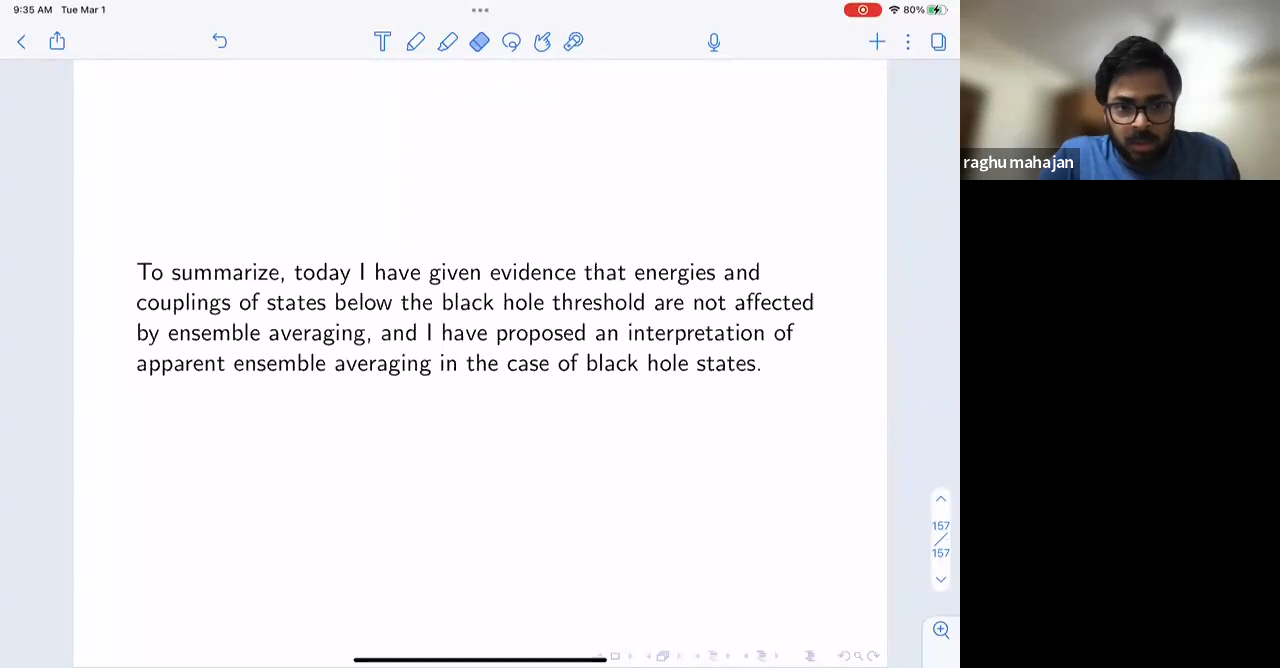 9:35 AM Tue Mar 1
80%
To summarize, today I have given evidence that energies and
couplings of states below the black hole threshold are not affected
by ensemble averaging, and I have proposed an interpretation of
apparent ensemble averaging in the case of black hole states.
raghu mahajan
157
157